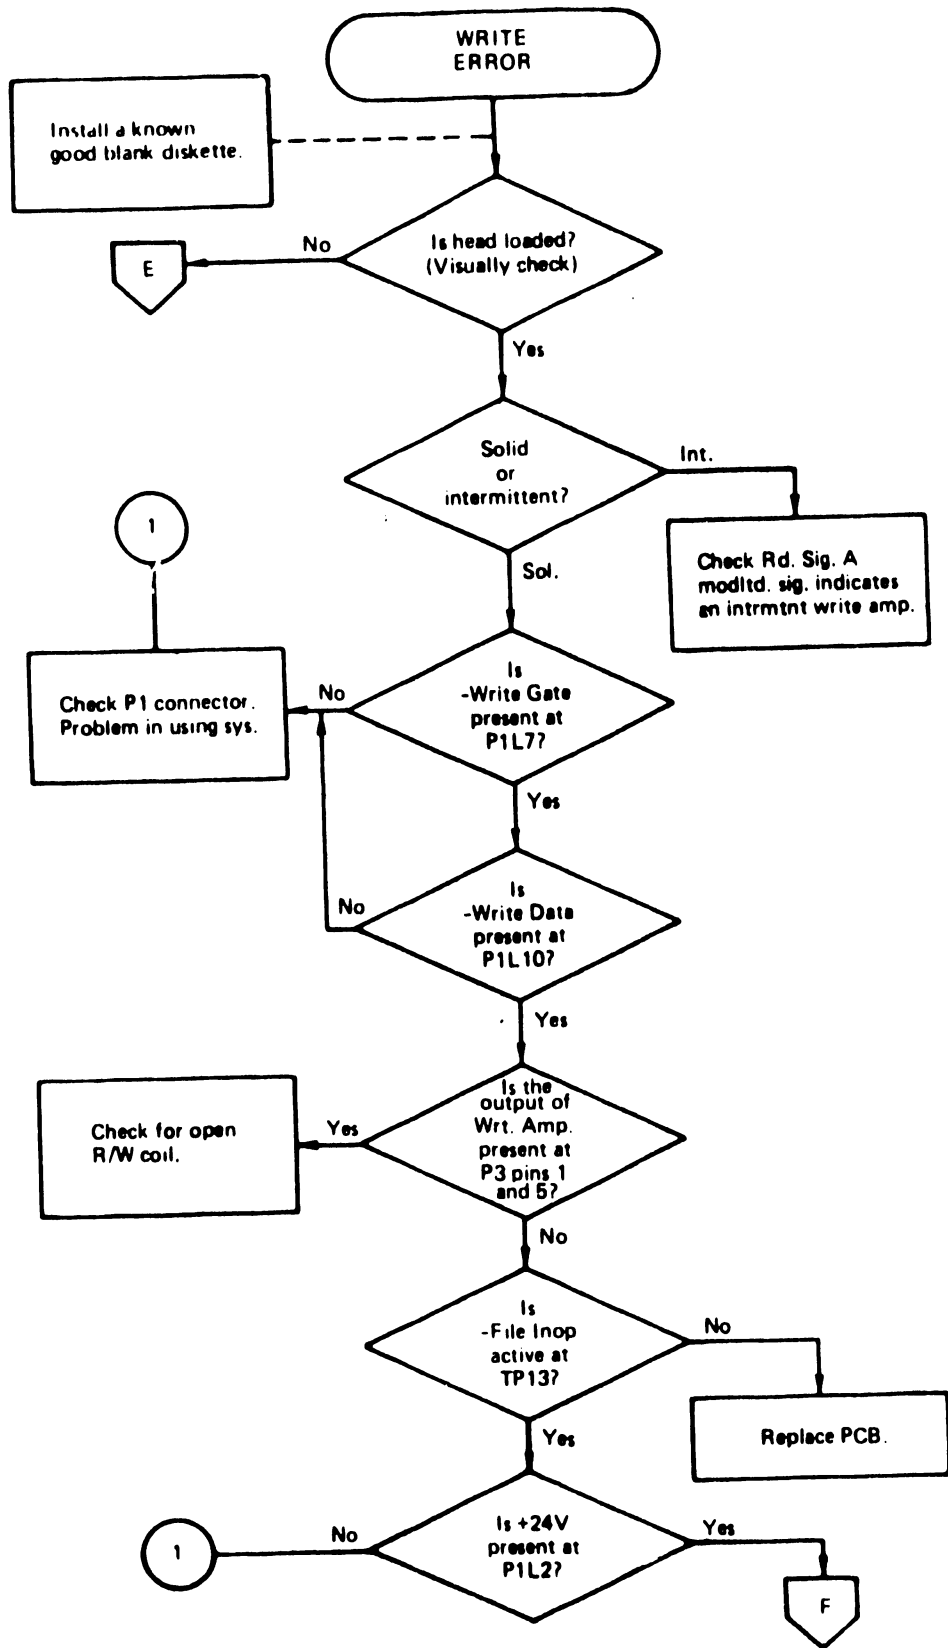 WRITE
ERROR
Install a known
good blank diskette.
Is head loaded?
(Visually check)
No
E
Yes
Solid
or
intermittent?
Int.
Check Rd. Sig. A
modltd. sig. indicates
an intrmtnt write amp.
Sol.
1
Is
-Write Gate
present at
P1L7?
No
Check P1 connector.
Problem in using sys.
Yes
Is
-Write Data
present at
P1L10?
No
Yes
Is the
output of
Wrt. Amp.
present at
P3 pins 1
and 5?
Yes
Check for open
R/W coil.
No
Is
-File Inop
active at
TP13?
No
Replace PCB.
Yes
Is +24V
present at
P1L2?
No
1
Yes
F